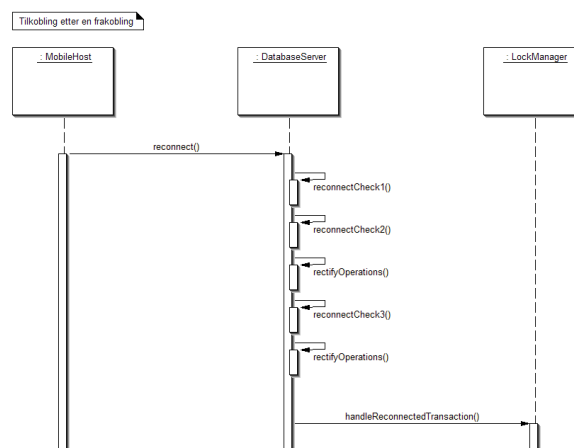 Tilkobling etter en frakobling
: MobileHost
: DatabaseServer
: LockManager
reconnect()
reconnectCheck1()
reconnectCheck2()
rectifyOperations()
reconnectCheck3()
rectifyOperations()
handleReconnectedTransaction()